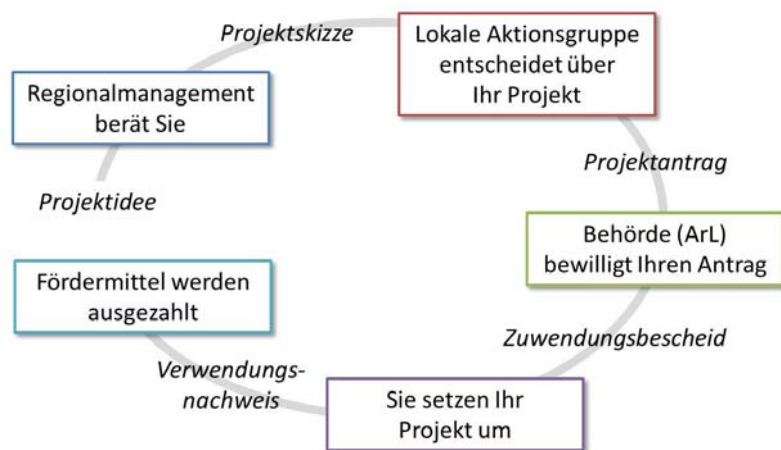 Projektskizze
Lokale Aktionsgruppe
entscheidet über
Ihr Projekt
Regionalmanagement
berät Sie
Projektantrag
Projektidee
Behörde (ArL)
bewilligt Ihren Antrag
Fördermittel werden
ausgezahlt
Zuwendungsbescheid
Verwendungs-
nachweis
Sie setzen Ihr
Projekt um